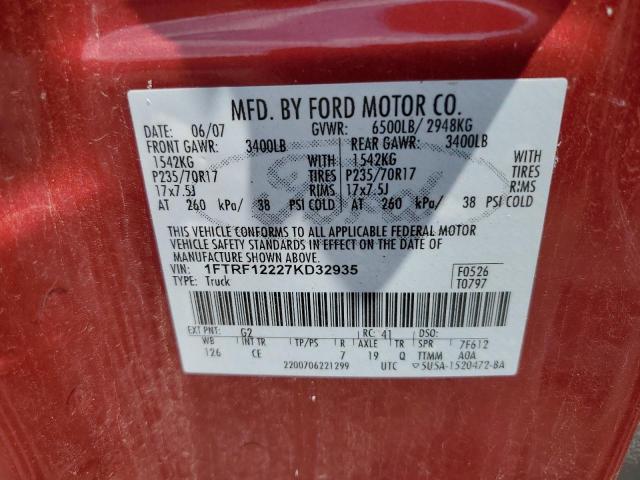 MFD. BY FORD MOTOR CO.
DATE: 06/07 GVWR: 6500LB/ 2948KG
FRONT GAWR: 3400LB REAR GAWR: 3400LB
1542KG WITH 1542KG WITH
P235/70R17 TIRES P235/70R17 TIRES
17x7.5J RIMS 17x7.5J RIMS
AT 260 kPa/ 38 PSI COLD AT 260 kPa/ 38 PSI COLD
Ford
THIS VEHICLE CONFORMS TO ALL APPLICABLE FEDERAL MOTOR
VEHICLE SAFETY STANDARDS IN EFFECT ON THE DATE OF
MANUFACTURE SHOWN ABOVE.
VIN: 1FTRF12227KD32935 F0526
TYPE: Truck T0797
EXT PNT: G2 RC: 41 DSO:
WB INT TR TP/PS R AXLE TR SPR 7F612
126 CE 7 19 Q TTMM A0A
2200706221299 UTC 5U5A-1520472-BA